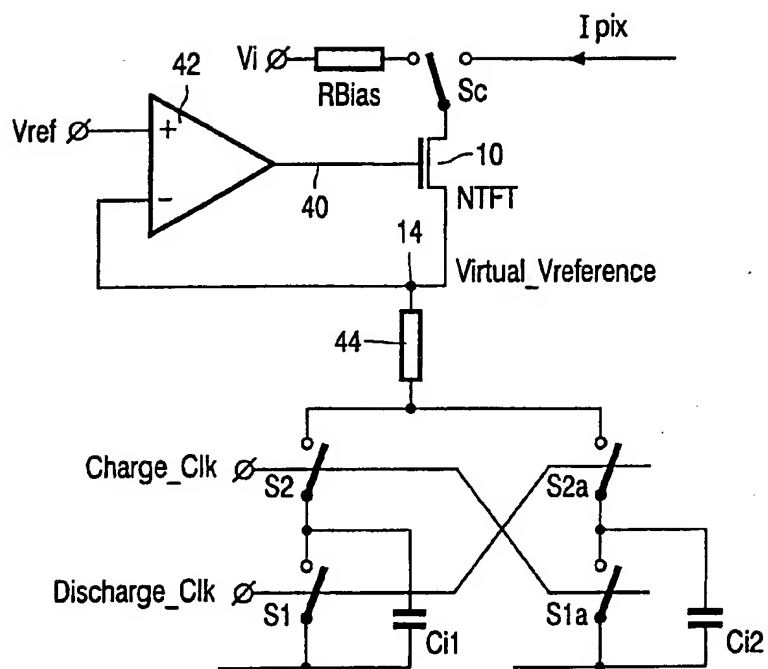 Vi
RBias
Sc
I pix
42
Vref
+
−
40
10
NTFT
14
Virtual_Vreference
44
Charge_Clk
S2
S2a
Discharge_Clk
S1
Ci1
S1a
Ci2